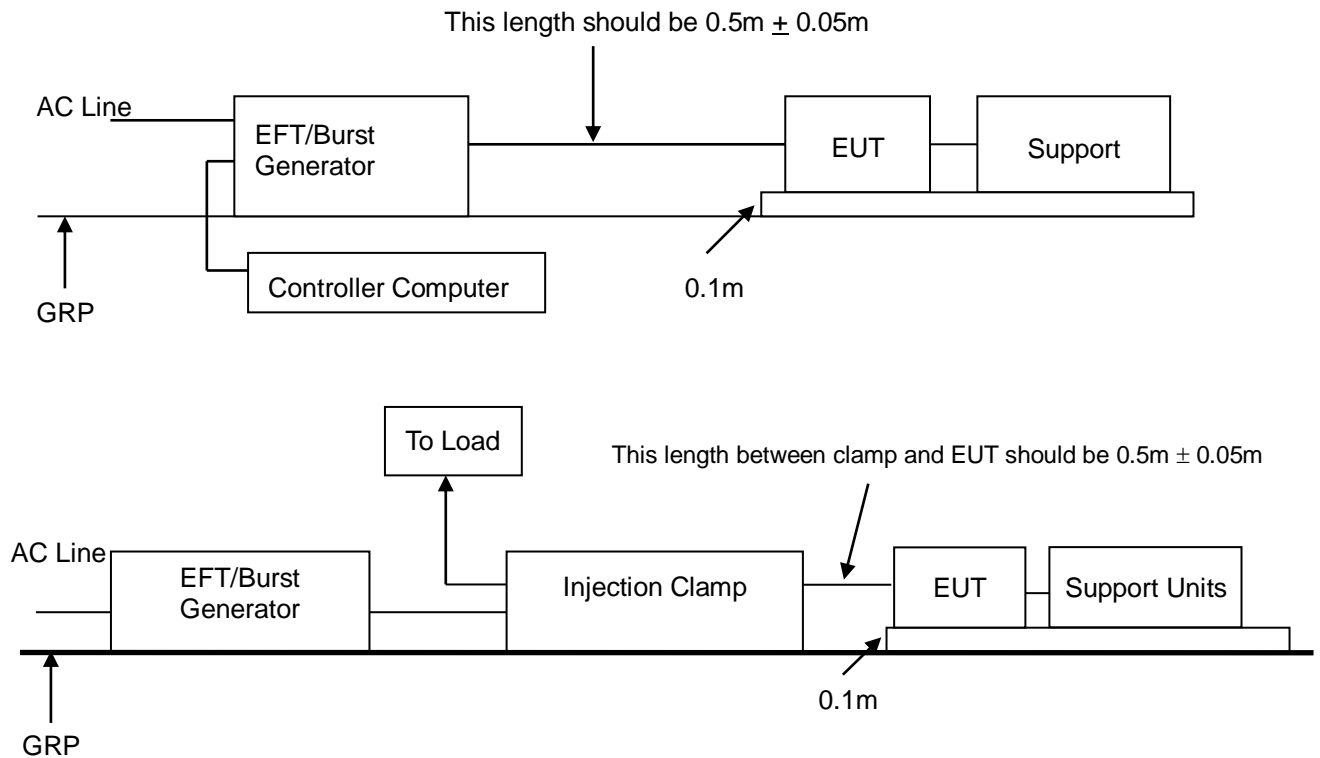 This length should be 0.5m ± 0.05m
AC Line
EFT/Burst
Generator
EUT
Support
Controller Computer
0.1m
GRP
To Load
This length between clamp and EUT should be 0.5m ± 0.05m
AC Line
EFT/Burst
Generator
Injection Clamp
EUT
Support Units
0.1m
GRP